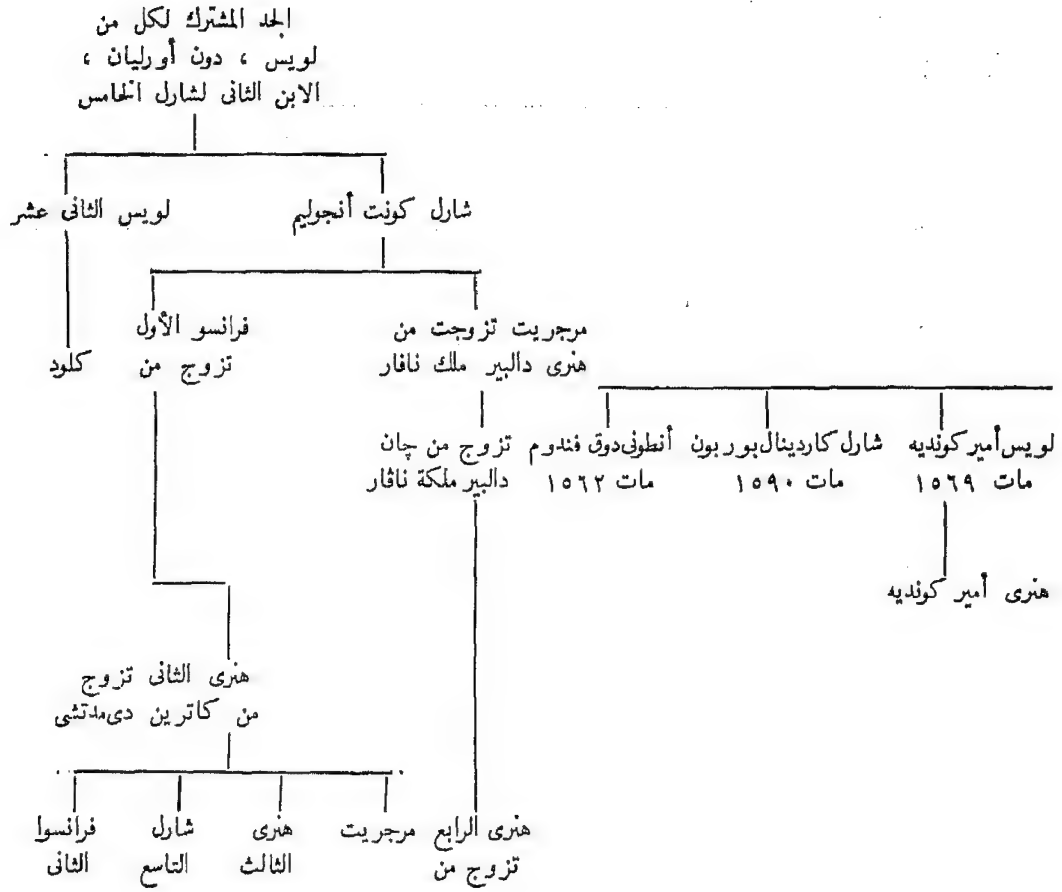 الجد المشترك لكل من
لويس ، دون أورليان ،
الابن الثانى لشارل الخامس
شارل كونت أنجوليم
لويس الثانى عشر
مرجريت تزوجت من
هنرى دالبير ملك نافار
فرانسو الأول
تزوج من
كلود
لويس أمير كونديه
مات ١٥٦٩
شارل كاردينال بوربون
مات ١٥٩٠
أنطونى دوق فندوم
مات ١٥٦٢
تزوج من چان
دالبير ملكة ناڤار
هنرى أمير كونديه
هنرى الثانى تزوج
من كاترين دى مدتشى
هنرى الرابع
تزوج من
مرجريت
هنرى
الثالث
شارل
التاسع
فرانسوا
الثانى